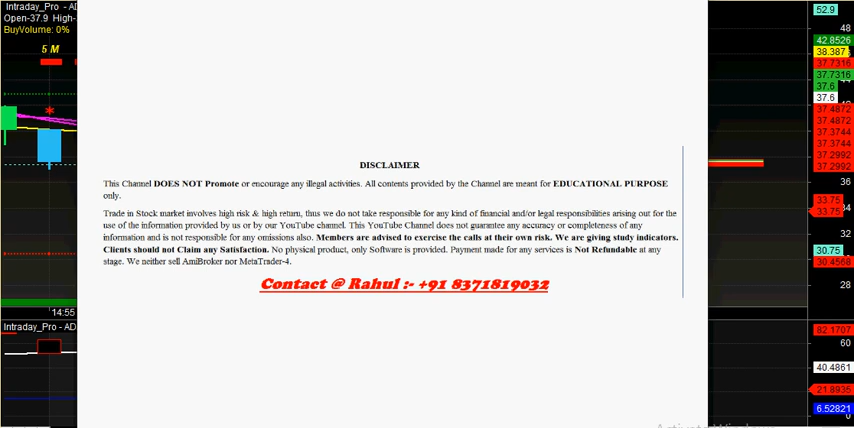 Intraday_Pro - AD
Open-37.9 High-
BuyVolume: 0%
5 M
*
14:55
Intraday_Pro - AD
DISCLAIMER
This Channel DOES NOT Promote or encourage any illegal activities. All contents provided by the Channel are meant for EDUCATIONAL PURPOSE
only.
Trade in Stock market involves high risk & high return, thus we do not take responsible for any kind of financial and/or legal responsibilities arising out for the
use of the information provided by us or by our YouTube channel. This YouTube Channel does not guarantee any accuracy or completeness of any
information and is not responsible for any omissions also. Members are advised to exercise the calls at their own risk. We are giving study indicators.
Clients should not Claim any Satisfaction. No physical product, only Software is provided. Payment made for any services is Not Refundable at any
stage. We neither sell AmiBroker nor MetaTrader-4.
Contact @ Rahul :- +91 8371819032
52.9
48
42.8526
38.387
37.7316
37.7316
37.6
37.6
37.4872
37.4872
37.3744
37.3744
37.2992
37.2992
36
33.75
33.75
32
30.75
30.4568
28
82.1707
60
40.4861
21.8936
6.52821
0